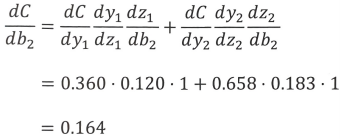 dC/db₂ = dC/dy₁ dy₁/dz₁ dz₁/db₂ + dC/dy₂ dy₂/dz₂ dz₂/db₂
= 0.360 · 0.120 · 1 + 0.658 · 0.183 · 1
= 0.164